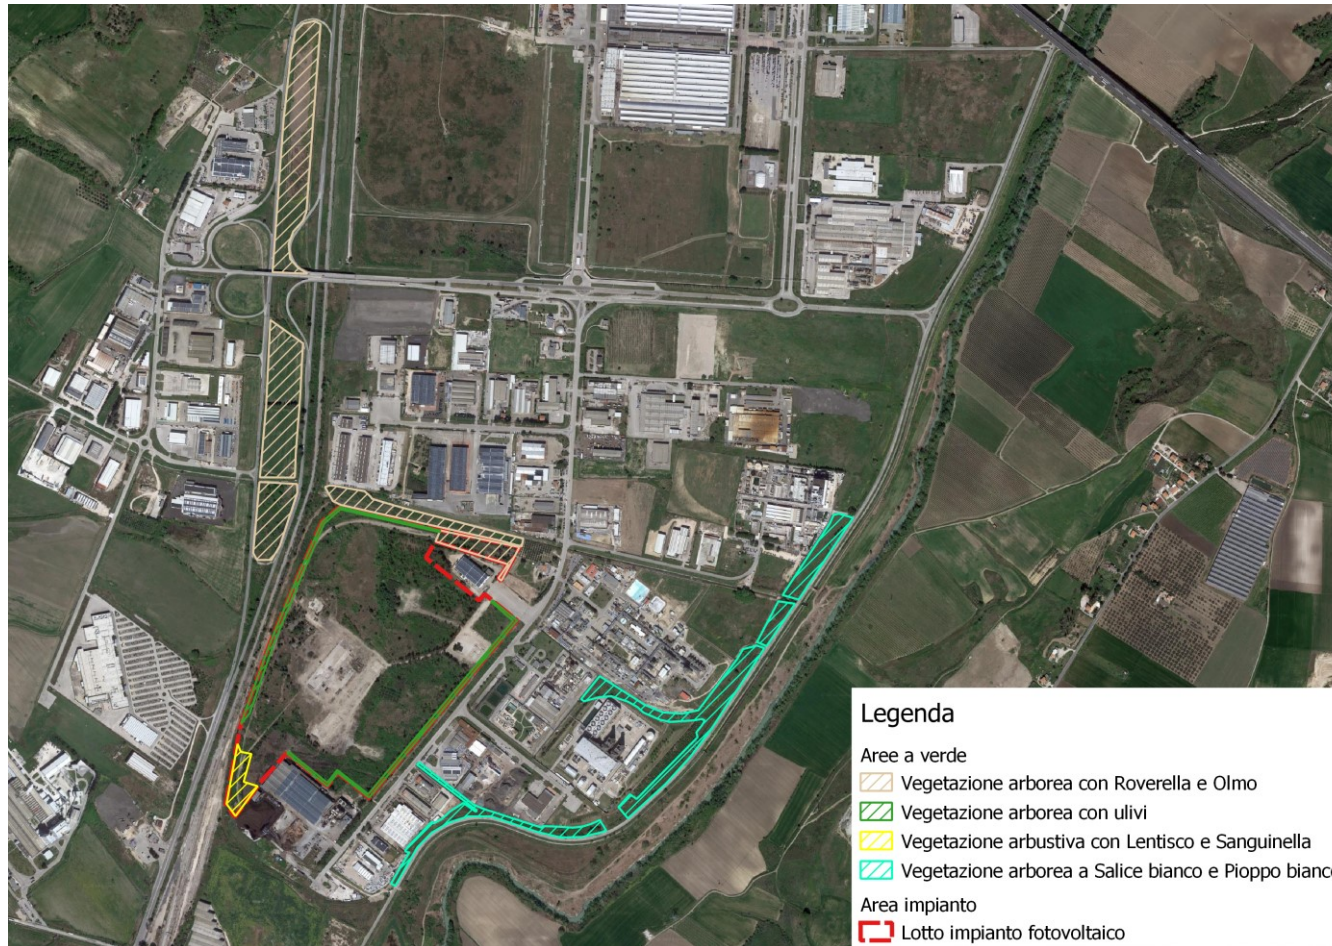 Legenda
Aree a verde
Vegetazione arborea con Roverella e Olmo
Vegetazione arborea con ulivi
Vegetazione arbustiva con Lentisco e Sanguinella
Vegetazione arborea a Salice bianco e Pioppo bianc
Area impianto
Lotto impianto fotovoltaico